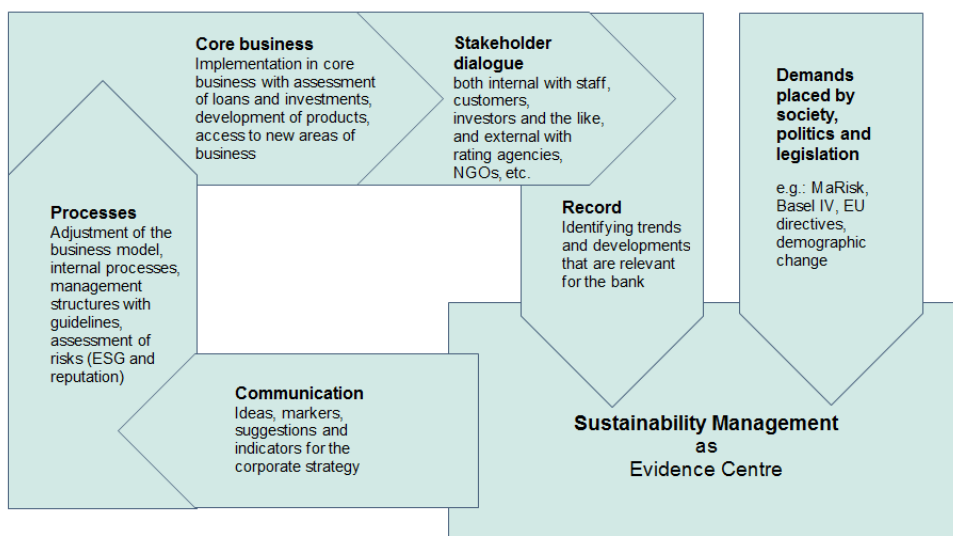 Core business
Implementation in core
business with assessment
of loans and investments,
development of products,
access to new areas of
business
Stakeholder
dialogue
both internal with staff,
customers,
investors and the like,
and external with
rating agencies,
NGOs, etc.
Demands
placed by
society,
politics and
legislation
e.g.: MaRisk,
Basel IV, EU
directives,
demographic
change
Processes
Adjustment of the
business model,
internal processes,
management
structures with
guidelines,
assessment of
risks (ESG and
reputation)
Record
Identifying trends
and developments
that are relevant
for the bank
Communication
Ideas, markers,
suggestions and
indicators for the
corporate strategy
Sustainability Management
as
Evidence Centre